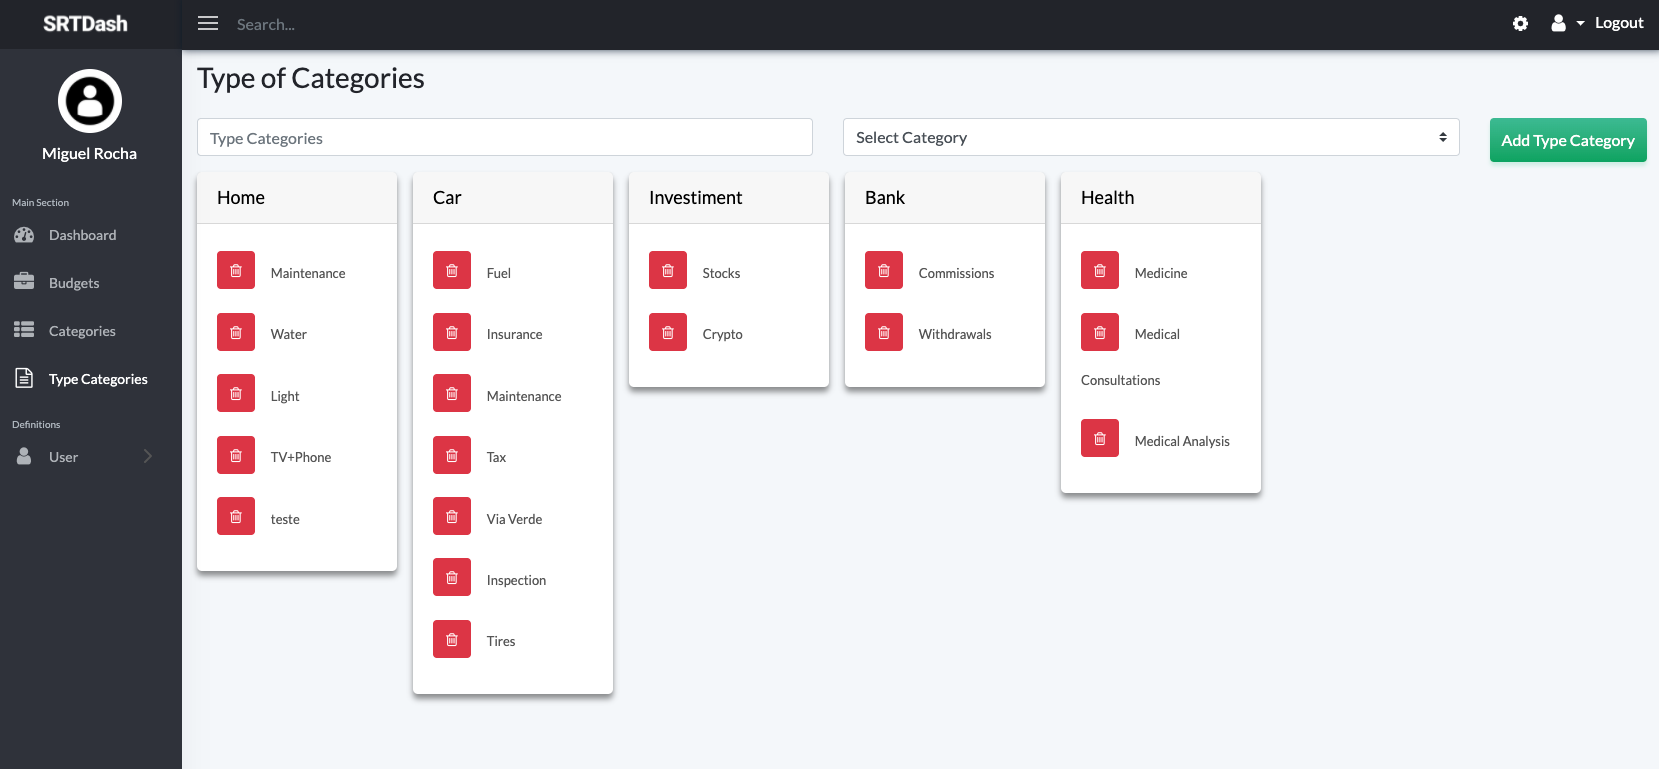 SRTDash
Search...
Logout
Miguel Rocha
Main Section
Dashboard
Budgets
Categories
Type Categories
Definitions
User
Type of Categories
Type Categories
Select Category
Add Type Category
Home
Maintenance
Water
Light
TV+Phone
teste
Car
Fuel
Insurance
Maintenance
Tax
Via Verde
Inspection
Tires
Investiment
Stocks
Crypto
Bank
Commissions
Withdrawals
Health
Medicine
Medical
Consultations
Medical Analysis